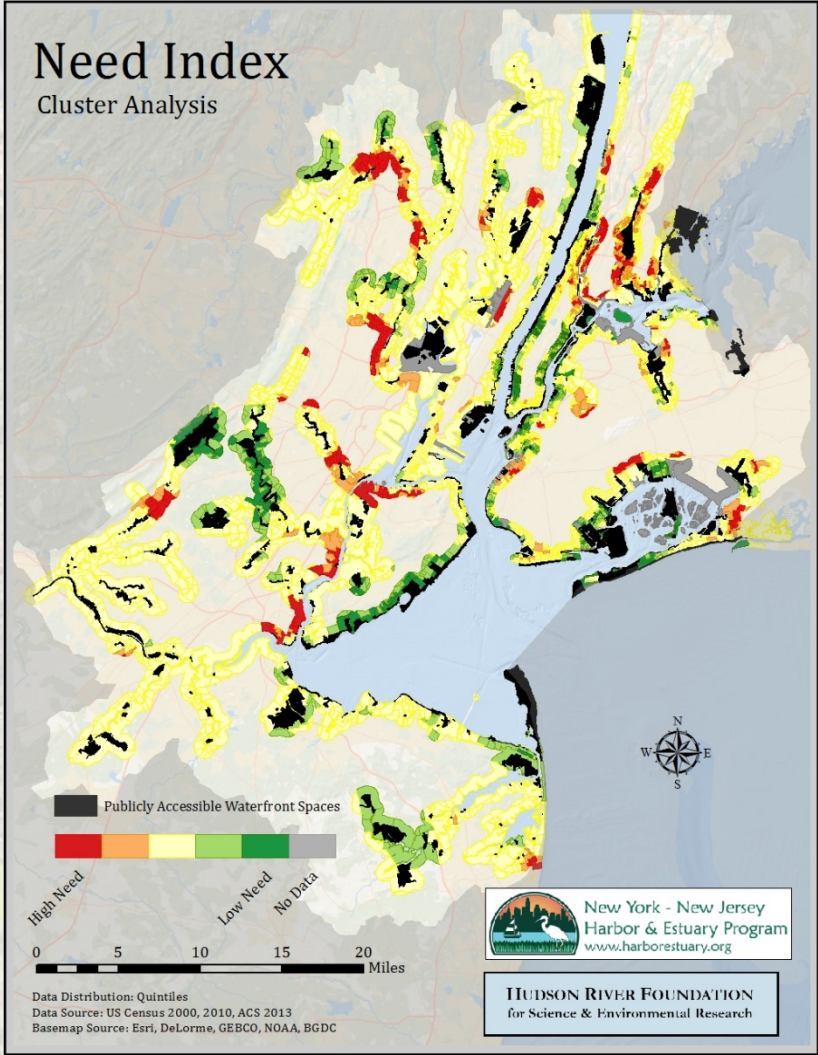 Need Index
Cluster Analysis
N
W E
S
Publicly Accessible Waterfront Spaces
High Need
Low Need
No Data
0 5 10 15 20
Miles
New York - New Jersey
Harbor & Estuary Program
www.harborestuary.org
HUDSON RIVER FOUNDATION
for Science & Environmental Research
Data Distribution: Quintiles
Data Source: US Census 2000, 2010, ACS 2013
Basemap Source: Esri, DeLorme, GEBCO, NOAA, BGDC